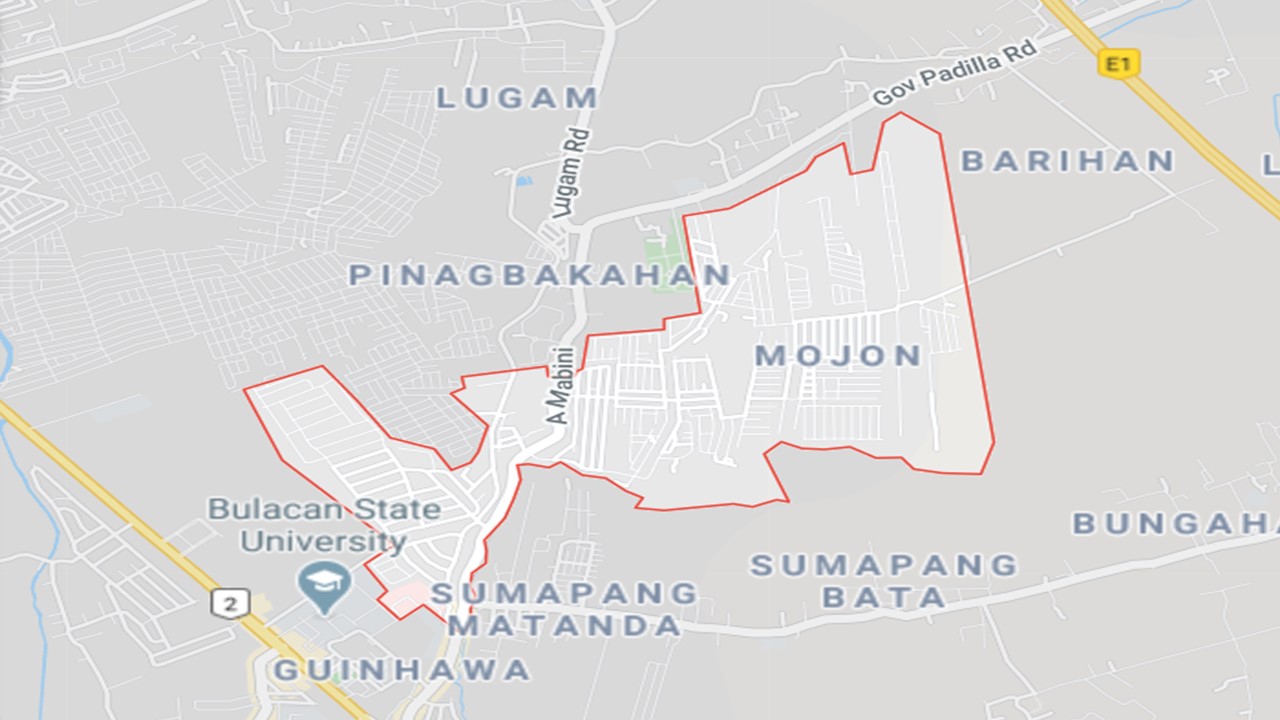 E1
Gov Padilla Rd
LUGAM
BARIHAN
L
Lugam Rd
PINAGBAKAHAN
MOJON
A Mabini
Bulacan State
University
BUNGAHA
SUMAPANG
BATA
SUMAPANG
MATANDA
2
GUINHAWA